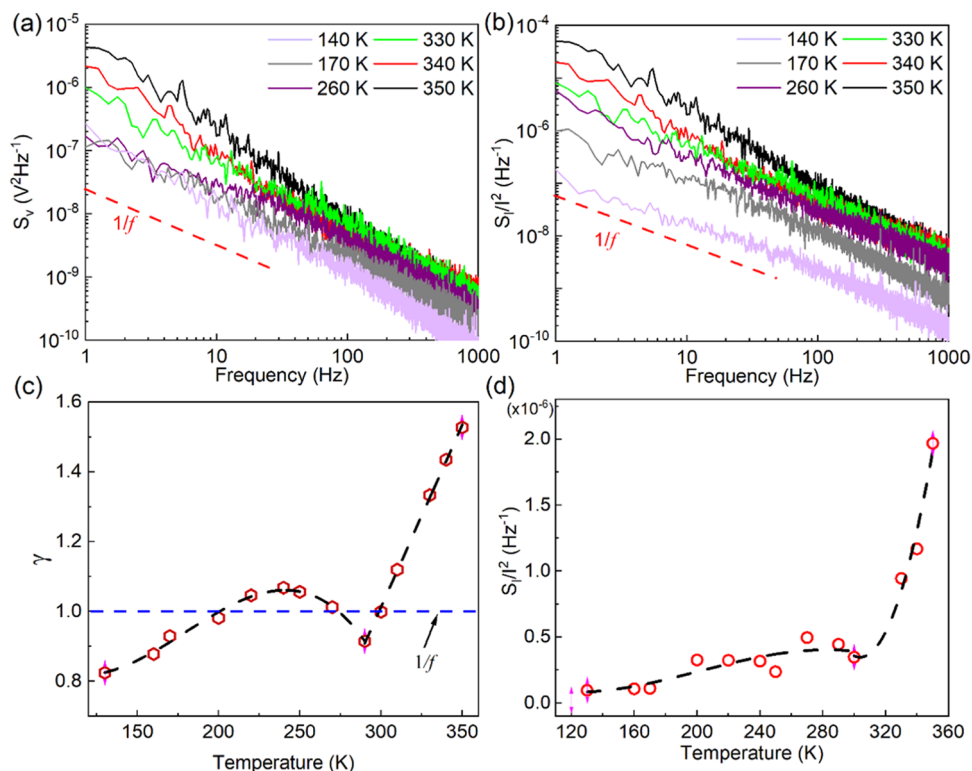 (a)
10⁻⁵
10⁻⁶
10⁻⁷
10⁻⁸
10⁻⁹
10⁻¹⁰
Sᵥ (V²Hz⁻¹)
140 K 330 K
170 K 340 K
260 K 350 K
1/f
1 10 100 1000
Frequency (Hz)
(b)
10⁻⁴
10⁻⁶
10⁻⁸
10⁻¹⁰
S_I/I² (Hz⁻¹)
140 K 330 K
170 K 340 K
260 K 350 K
1/f
1 10 100 1000
Frequency (Hz)
(c)
1.6
1.4
1.2
1.0
0.8
γ
1/f
150 200 250 300 350
Temperature (K)
(d)
(x10⁻⁶)
2.0
1.5
1.0
0.5
0.0
S_I/I² (Hz⁻¹)
120 160 200 240 280 320 360
Temperature (K)